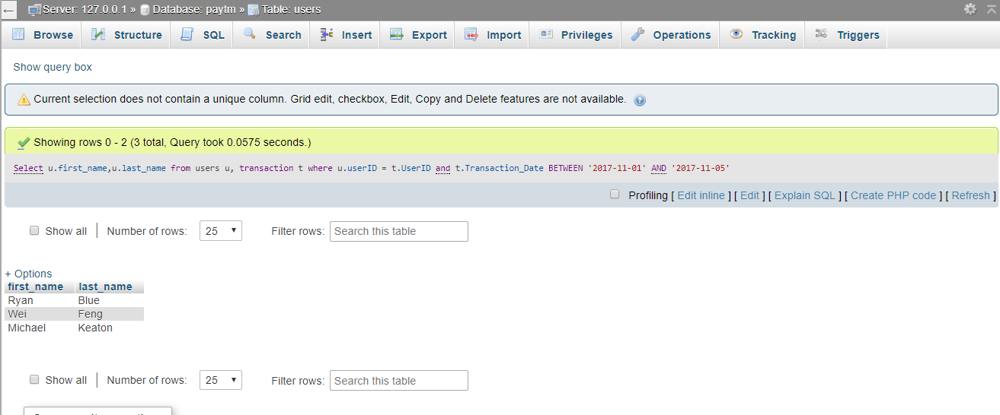 Server: 127.0.0.1 » Database: paytm » Table: users
Browse Structure SQL Search Insert Export Import Privileges Operations Tracking Triggers
Show query box
Current selection does not contain a unique column. Grid edit, checkbox, Edit, Copy and Delete features are not available.
Showing rows 0 - 2 (3 total, Query took 0.0575 seconds.)
Select u.first_name,u.last_name from users u, transaction t where u.userID = t.UserID and t.Transaction_Date BETWEEN '2017-11-01' AND '2017-11-05'
Profiling [ Edit inline ] [ Edit ] [ Explain SQL ] [ Create PHP code ] [ Refresh ]
Show all | Number of rows: 25 Filter rows: Search this table
+ Options
first_name last_name
Ryan Blue
Wei Feng
Michael Keaton
Show all | Number of rows: 25 Filter rows: Search this table